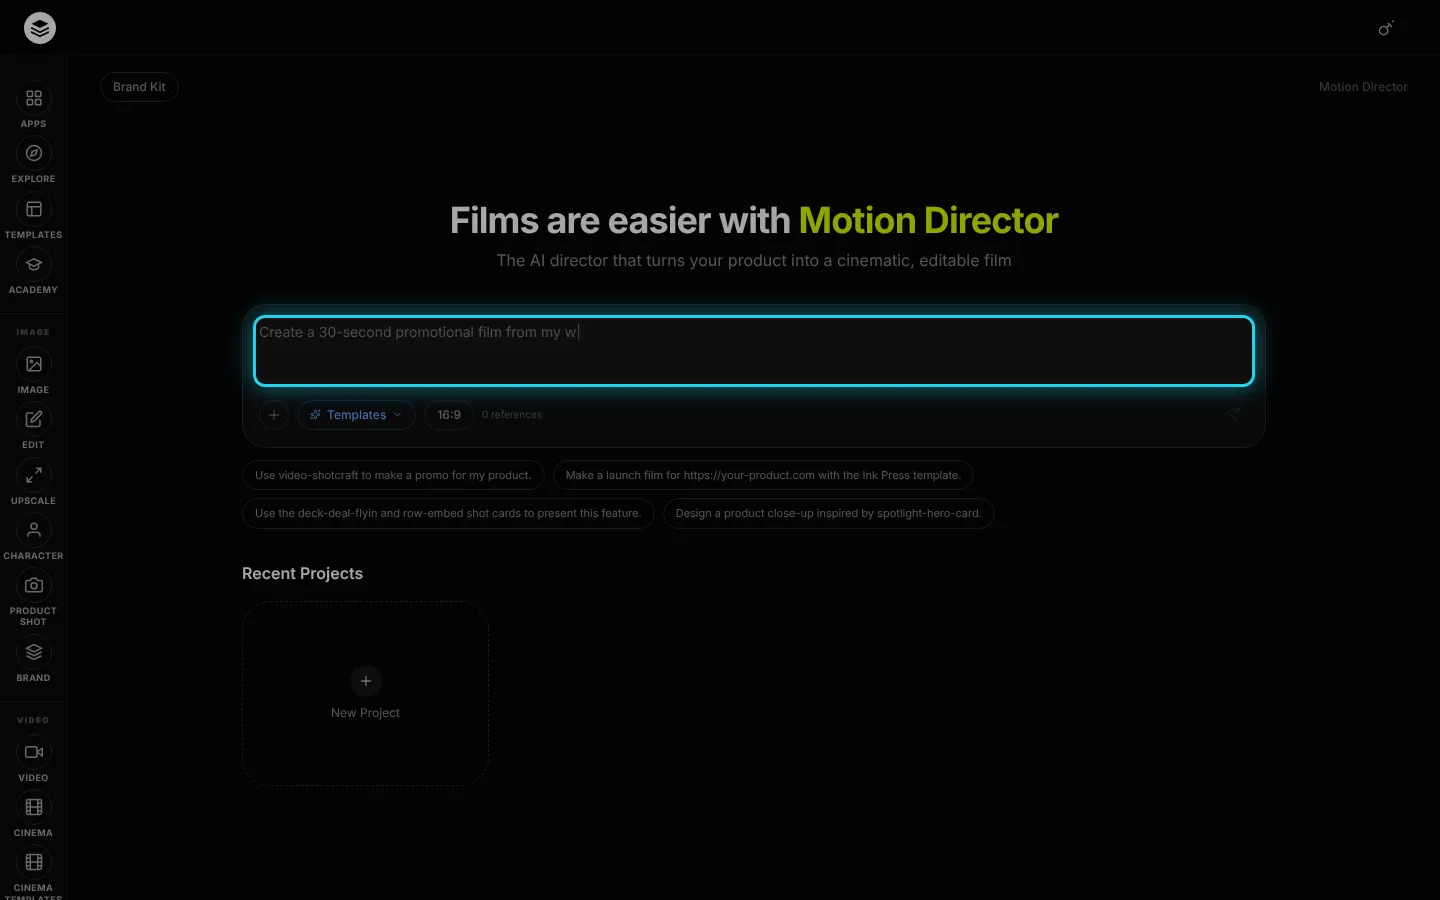 Brand Kit
Motion Director
APPS
EXPLORE
TEMPLATES
ACADEMY
IMAGE
IMAGE
EDIT
UPSCALE
CHARACTER
PRODUCT
SHOT
BRAND
VIDEO
VIDEO
CINEMA
CINEMA
TEMPLATES
Films are easier with Motion Director
The AI director that turns your product into a cinematic, editable film
Create a 30-second promotional film from my w
Templates
16:9
0 references
Use video-shotcraft to make a promo for my product.
Make a launch film for https://your-product.com with the Ink Press template.
Use the deck-deal-flyin and row-embed shot cards to present this feature.
Design a product close-up inspired by spotlight-hero-card.
Recent Projects
New Project